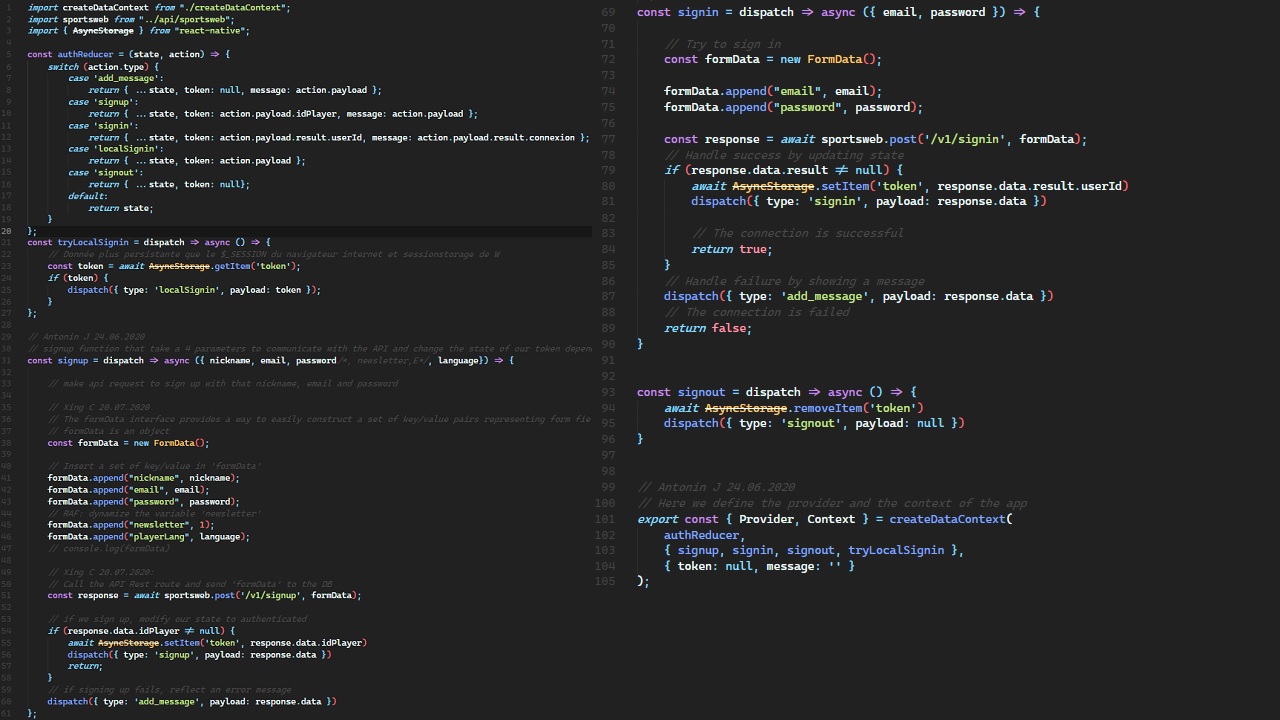 1 import createDataContext from "./createDataContext";
2 import sportsweb from "../api/sportsweb";
3 import { AsyncStorage } from "react-native";
4
5 const authReducer = (state, action) => {
6 switch (action.type) {
7 case 'add_message':
8 return { ...state, token: null, message: action.payload };
9 case 'signup':
10 return { ...state, token: action.payload.idPlayer, message: action.payload };
11 case 'signin':
12 return { ...state, token: action.payload.result.userId, message: action.payload.result.connexion };
13 case 'localSignin':
14 return { ...state, token: action.payload };
15 case 'signout':
16 return { ...state, token: null};
17 default:
18 return state;
19 }
20 };
21 const tryLocalSignin = dispatch => async () => {
22 // Donnée plus persistante que le $_SESSION du navigateur internet et sessionstorage de W
23 const token = await AsyncStorage.getItem('token');
24 if (token) {
25 dispatch({ type: 'localSignin', payload: token });
26 }
27 };
28
29 // Antonin J 24.06.2020
30 // signup function that take a 4 parameters to communicate with the API and change the state of our token depen
31 const signup = dispatch => async ({ nickname, email, password/*, newsletter,E*/, language}) => {
32
33 // make api request to sign up with that nickname, email and password
34
35 // Xing C 20.07.2020
36 // The formData interface provides a way to easily construct a set of key/value pairs representing form fie
37 // formData is an object
38 const formData = new FormData();
39
40 // Insert a set of key/value in 'formData'
41 formData.append("nickname", nickname);
42 formData.append("email", email);
43 formData.append("password", password);
44 // RAF: dynamize the variable 'newsletter'
45 formData.append("newsletter", 1);
46 formData.append("playerLang", language);
47 // console.log(formData)
48
49 // Xing C 20.07.2020:
50 // Call the API Rest route and send 'formData' to the DB
51 const response = await sportsweb.post('/v1/signup', formData);
52
53 // if we sign up, modify our state to authenticated
54 if (response.data.idPlayer != null) {
55 await AsyncStorage.setItem('token', response.data.idPlayer)
56 dispatch({ type: 'signup', payload: response.data })
57 return;
58 }
59 // if signing up fails, reflect an error message
60 dispatch({ type: 'add_message', payload: response.data })
61 };
69 const signin = dispatch => async ({ email, password }) => {
70
71 // Try to sign in
72 const formData = new FormData();
73
74 formData.append("email", email);
75 formData.append("password", password);
76
77 const response = await sportsweb.post('/v1/signin', formData);
78 // Handle success by updating state
79 if (response.data.result != null) {
80 await AsyncStorage.setItem('token', response.data.result.userId)
81 dispatch({ type: 'signin', payload: response.data })
82
83 // The connection is successful
84 return true;
85 }
86 // Handle failure by showing a message
87 dispatch({ type: 'add_message', payload: response.data })
88 // The connection is failed
89 return false;
90 }
91
92
93 const signout = dispatch => async () => {
94 await AsyncStorage.removeItem('token')
95 dispatch({ type: 'signout', payload: null })
96 }
97
98
99 // Antonin J 24.06.2020
100 // Here we define the provider and the context of the app
101 export const { Provider, Context } = createDataContext(
102 authReducer,
103 { signup, signin, signout, tryLocalSignin },
104 { token: null, message: '' }
105 );